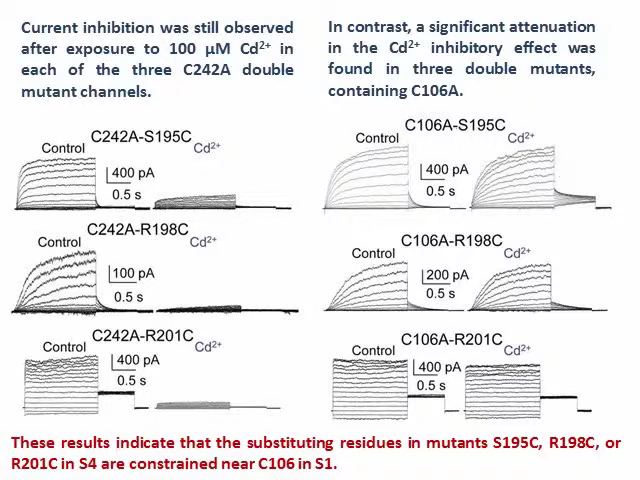 Current inhibition was still observed
after exposure to 100 µM Cd²⁺ in
each of the three C242A double
mutant channels.
In contrast, a significant attenuation
in the Cd²⁺ inhibitory effect was
found in three double mutants,
containing C106A.
C242A-S195C
Control Cd²⁺
400 pA
0.5 s
C242A-R198C
Control Cd²⁺
100 pA
0.5 s
C242A-R201C
Control Cd²⁺
400 pA
0.5 s
C106A-S195C
Control Cd²⁺
400 pA
0.5 s
C106A-R198C
Control Cd²⁺
200 pA
0.5 s
C106A-R201C
Control Cd²⁺
400 pA
0.5 s
These results indicate that the substituting residues in mutants S195C, R198C, or
R201C in S4 are constrained near C106 in S1.